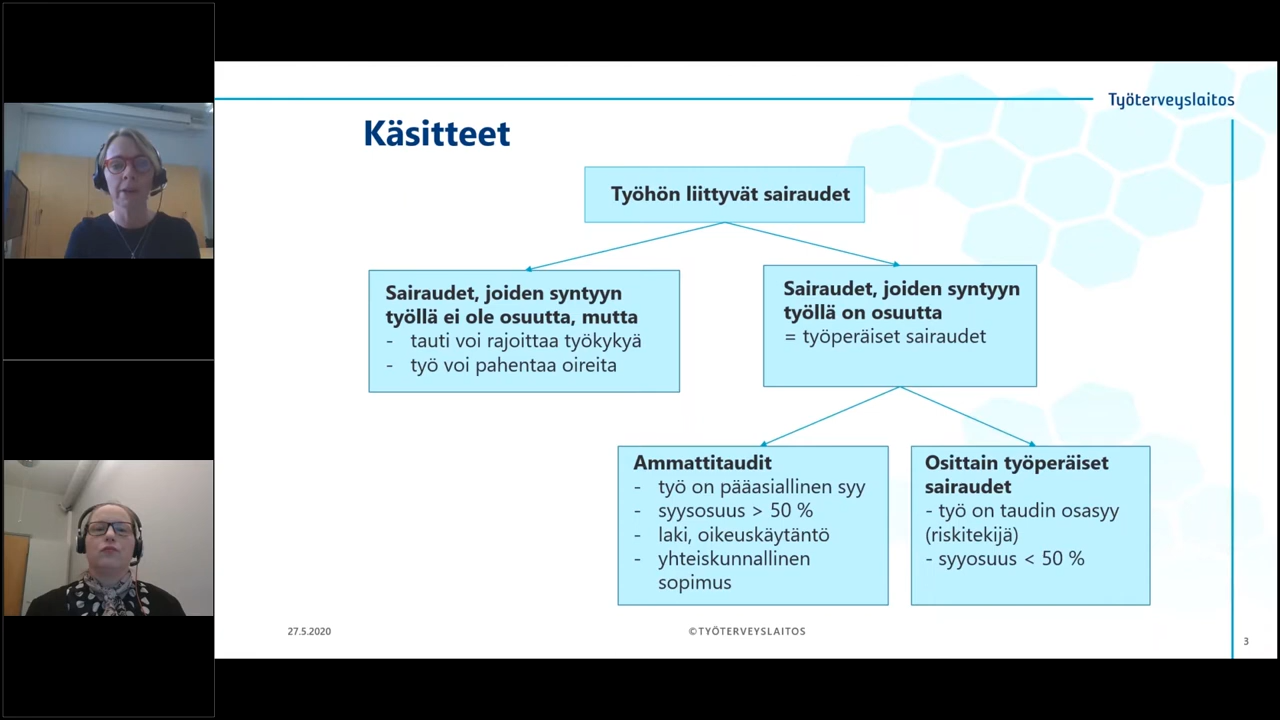 Työterveyslaitos
Käsitteet
Työhön liittyvät sairaudet
Sairaudet, joiden syntyyn
työllä ei ole osuutta, mutta
- tauti voi rajoittaa työkykyä
- työ voi pahentaa oireita
Sairaudet, joiden syntyyn
työllä on osuutta
= työperäiset sairaudet
Ammattitaudit
- työ on pääasiallinen syy
- syysosuus > 50 %
- laki, oikeuskäytäntö
- yhteiskunnallinen
sopimus
Osittain työperäiset
sairaudet
- työ on taudin osasyy
(riskitekijä)
- syyosuus < 50 %
27.5.2020
©TYÖTERVEYSLAITOS
3